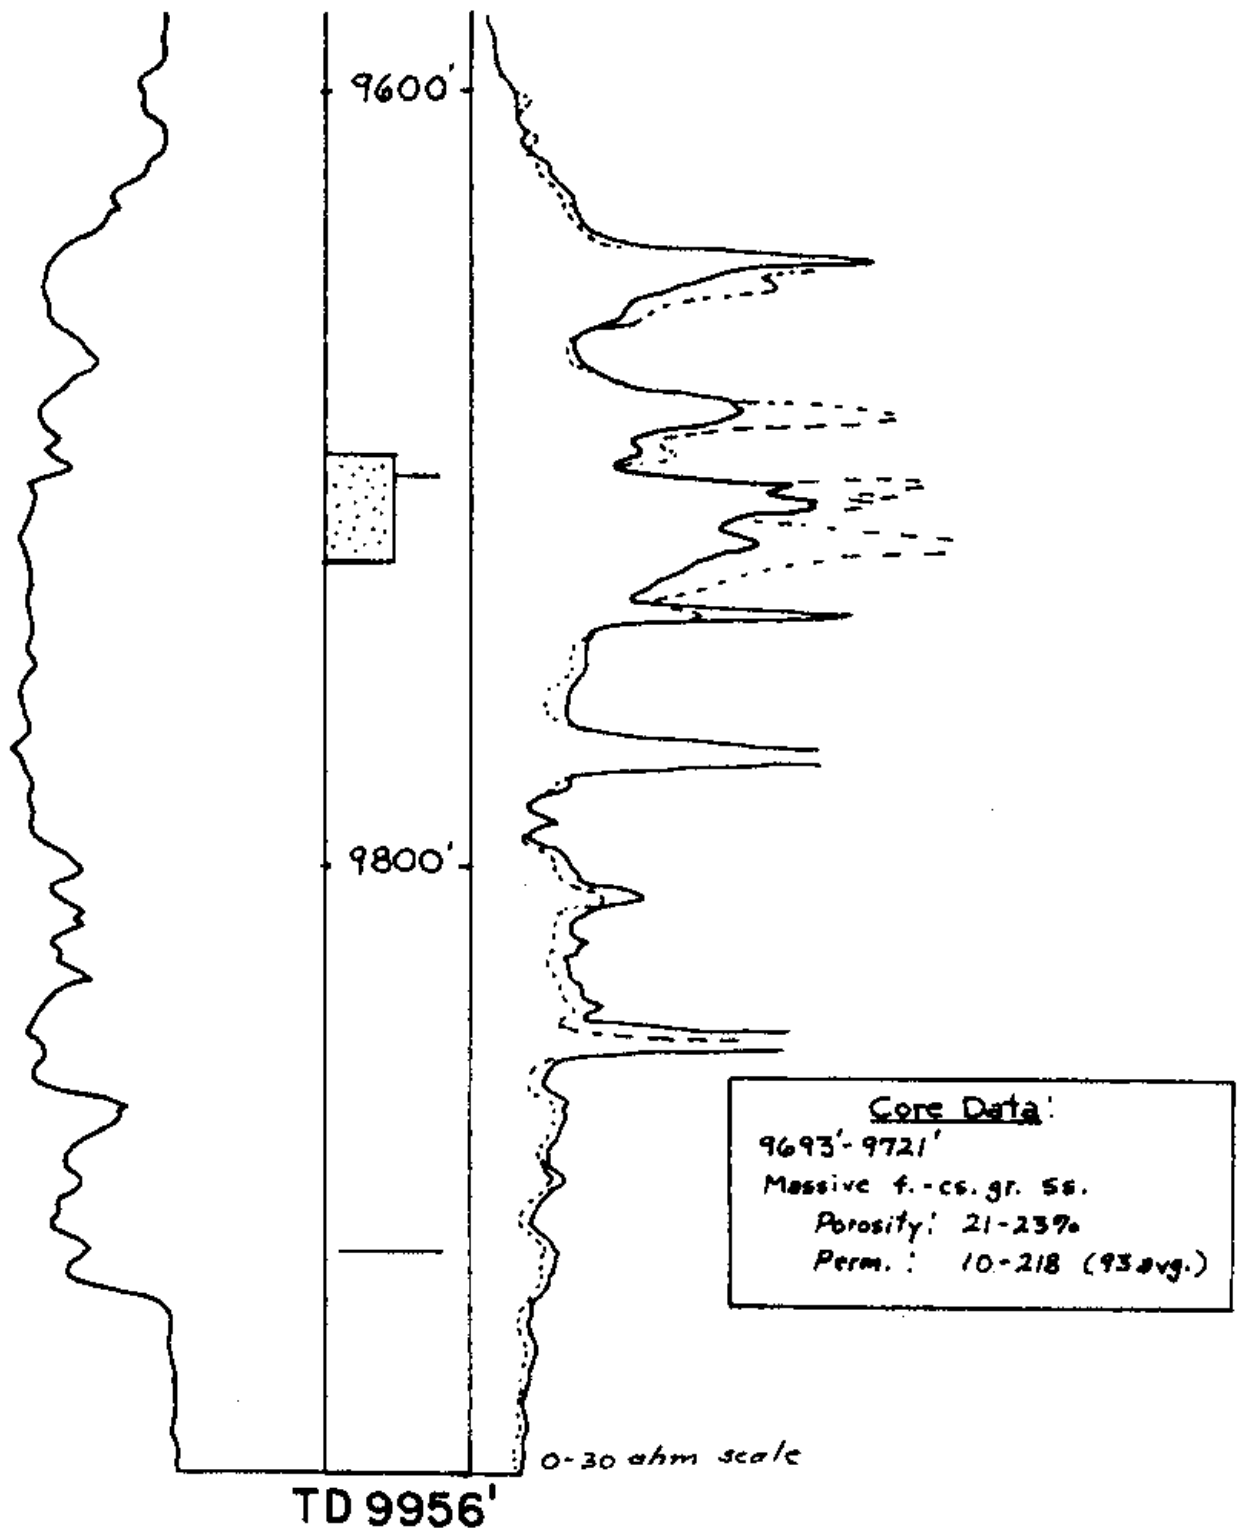 9600'
9800'
Core Data:
9693'-9721'
Massive f.-cs. gr. ss.
Porosity: 21-23%
Perm.: 10-218 (93 avg.)
0-30 ohm scale
TD 9956'